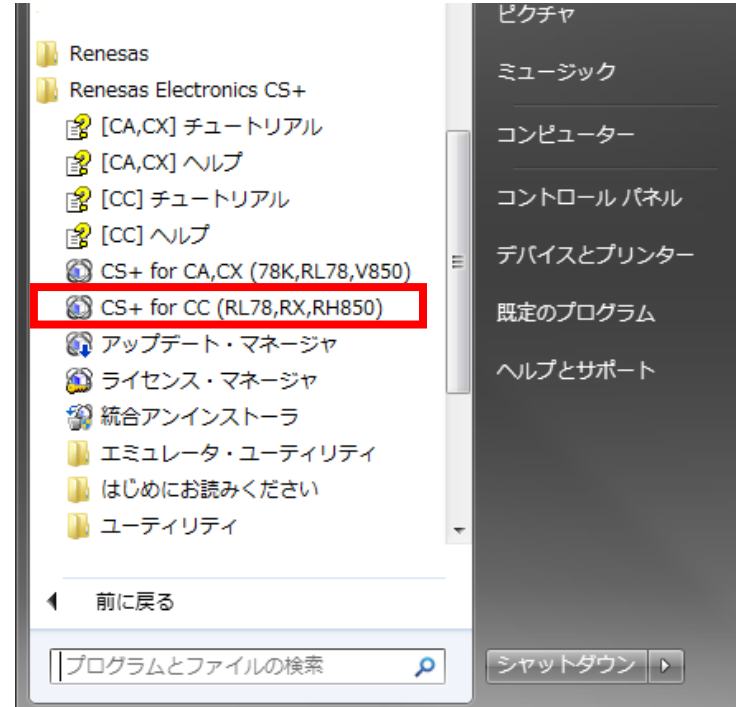 Renesas
Renesas Electronics CS+
[CA,CX] チュートリアル
[CA,CX] ヘルプ
[CC] チュートリアル
[CC] ヘルプ
CS+ for CA,CX (78K,RL78,V850)
CS+ for CC (RL78,RX,RH850)
アップデート・マネージャ
ライセンス・マネージャ
統合アンインストーラ
エミュレータ・ユーティリティ
はじめにお読みください
ユーティリティ
前に戻る
プログラムとファイルの検索
ピクチャ
ミュージック
コンピューター
コントロール パネル
デバイスとプリンター
既定のプログラム
ヘルプとサポート
シャットダウン